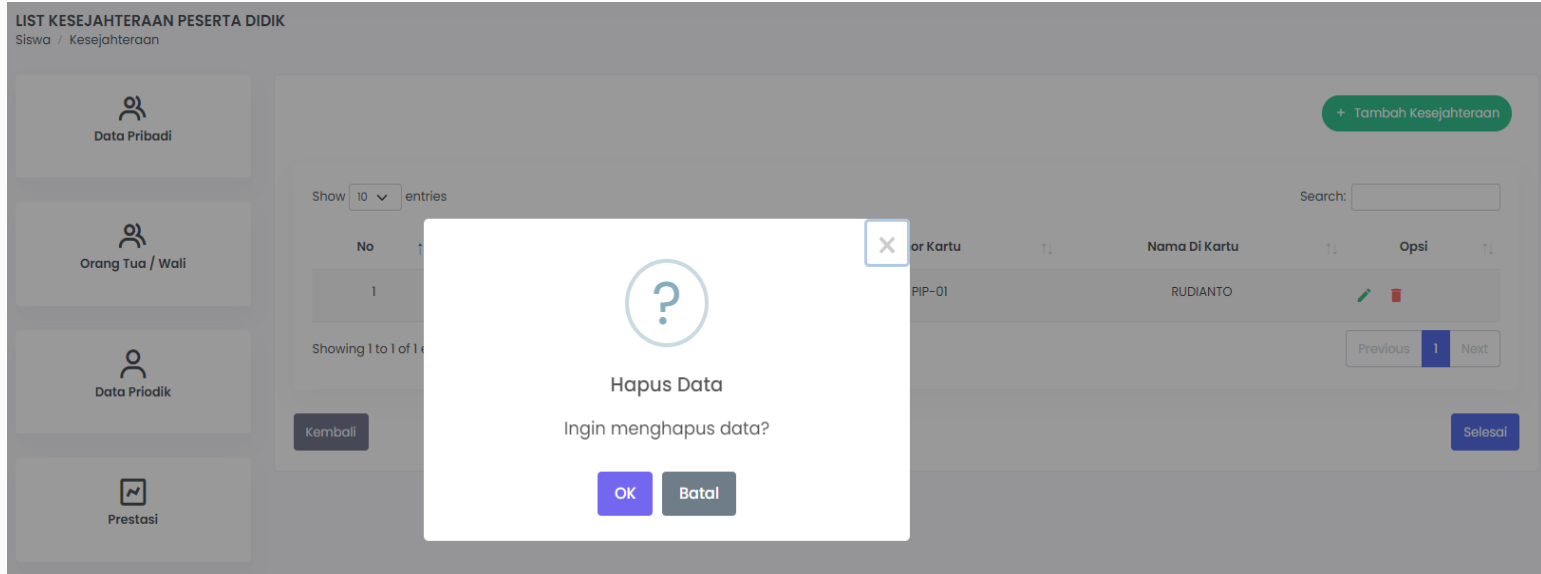 LIST KESEJAHTERAAN PESERTA DIDIK
Siswa / Kesejahteraan
Data Pribadi
Orang Tua / Wali
Data Priodik
Prestasi
+ Tambah Kesejahteraan
Show 10 entries
Search:
No
or Kartu
Nama Di Kartu
Opsi
1
PIP-01
RUDIANTO
Showing 1 to 1 of 1
Previous 1 Next
Kembali
Selesai
×
?
Hapus Data
Ingin menghapus data?
OK
Batal